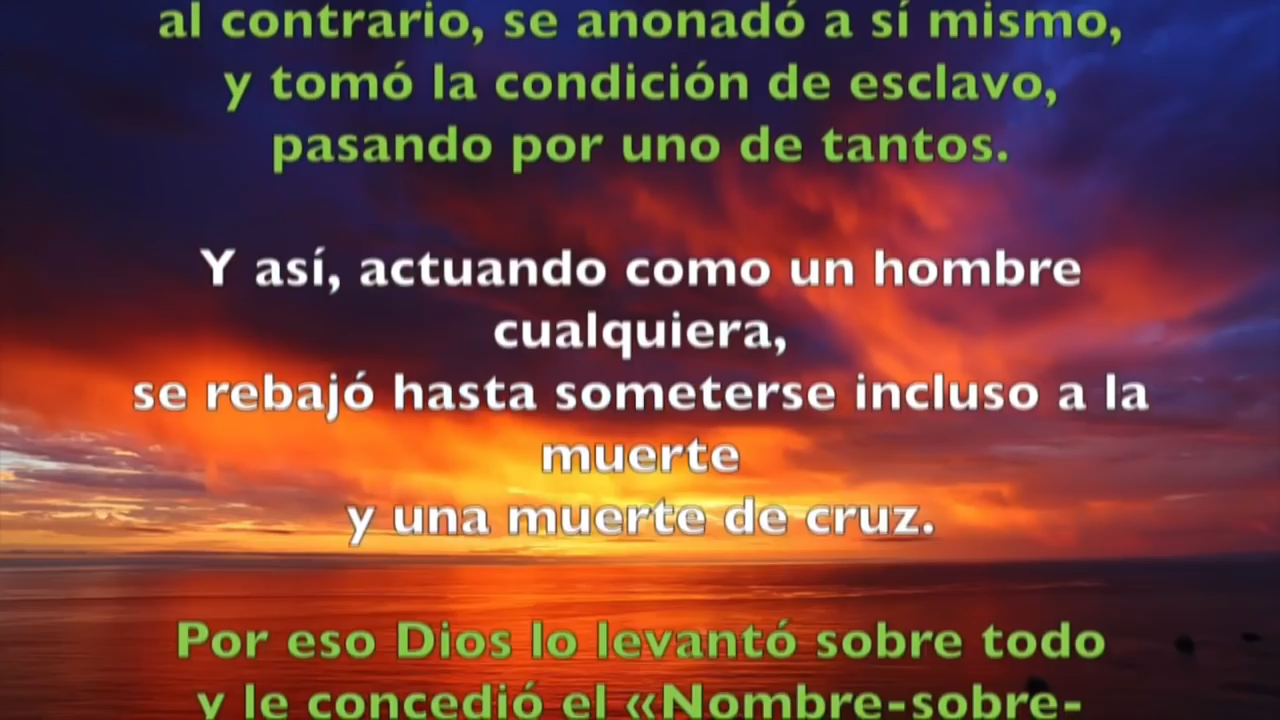 al contrario, se anonadó a sí mismo,
y tomó la condición de esclavo,
pasando por uno de tantos.
Y así, actuando como un hombre
cualquiera,
se rebajó hasta someterse incluso a la
muerte
y una muerte de cruz.
Por eso Dios lo levantó sobre todo
y le concedió el «Nombre-sobre-